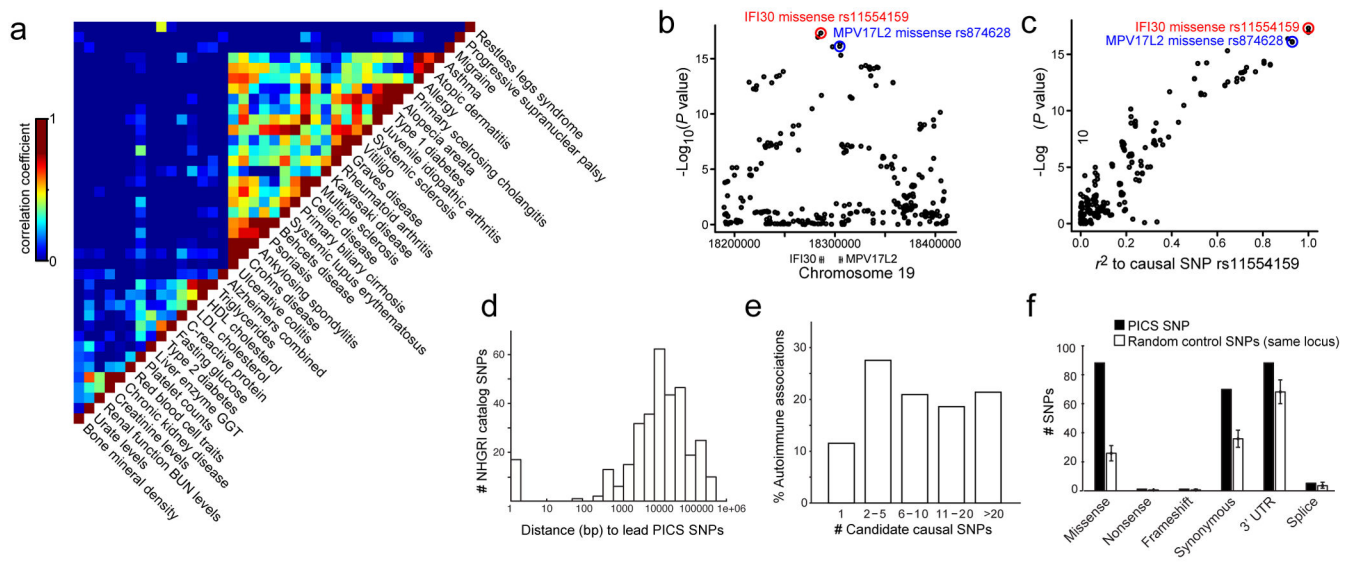 a
correlation coefficient
1
0
Restless legs syndrome
Progressive supranuclear palsy
Migraine
Asthma
Atopic dermatitis
Allergy
Primary scelrosing cholangitis
Alopecia areata
Type 1 diabetes
Juvenile idiopathic arthritis
Systemic sclerosis
Vitiligo
Graves disease
Rheumatoid arthritis
Kawasaki disease
Multiple sclerosis
Celiac disease
Primary biliary cirrhosis
Systemic lupus erythematosus
Behcets disease
Psoriasis
Ankylosing spondylitis
Crohns disease
Ulcerative colitis
Alzheimers combined
Triglycerides
HDL cholesterol
LDL cholesterol
C-reactive protein
Fasting glucose
Type 2 diabetes
Liver enzyme GGT
Platelet counts
Red blood cell traits
Chronic kidney disease
Creatinine levels
Renal function BUN levels
Urate levels
Bone mineral density
b
IFI30 missense rs11554159
MPV17L2 missense rs874628
-Log10(P value)
15
10
5
0
18200000 18300000 18400000
IFI30 MPV17L2
Chromosome 19
c
IFI30 missense rs11554159
MPV17L2 missense rs874628
-Log10 (P value)
15
10
5
0
0.0 0.2 0.4 0.6 0.8 1.0
r2 to causal SNP rs11554159
d
# NHGRI catalog SNPs
60
40
20
0
1 10 100 1000 10000 100000 1e+06
Distance (bp) to lead PICS SNPs
e
% Autoimmune associations
30
20
10
0
1 2-5 6-10 11-20 >20
# Candidate causal SNPs
f
PICS SNP
Random control SNPs (same locus)
# SNPs
100
80
60
40
20
0
Missense
Nonsense
Frameshift
Synonymous
3' UTR
Splice